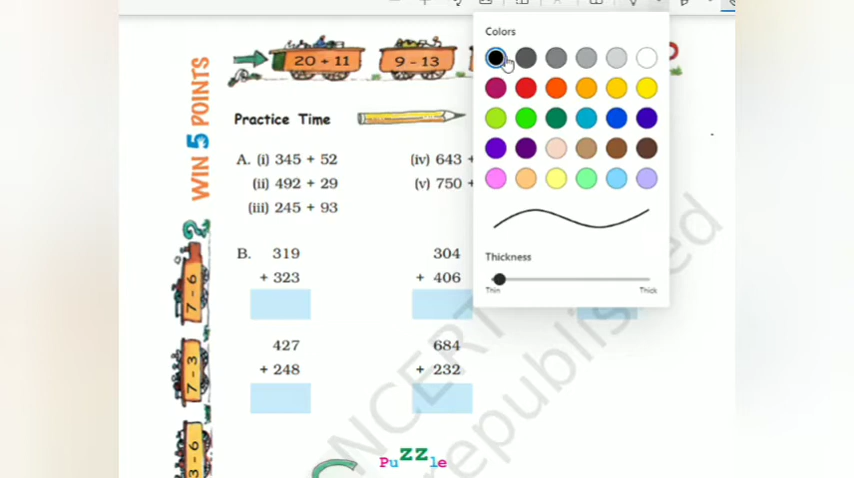 20 + 11
9 - 13
WIN 5 POINTS
Practice Time
A. (i) 345 + 52
(ii) 492 + 29
(iii) 245 + 93
(iv) 643 +
(v) 750 +
B. 319
+ 323
304
+ 406
427
+ 248
684
+ 232
7 - 6
7 - 3
3 - 6
Puzzle
NCERT
republished
Colors
Thickness
Thin
Thick